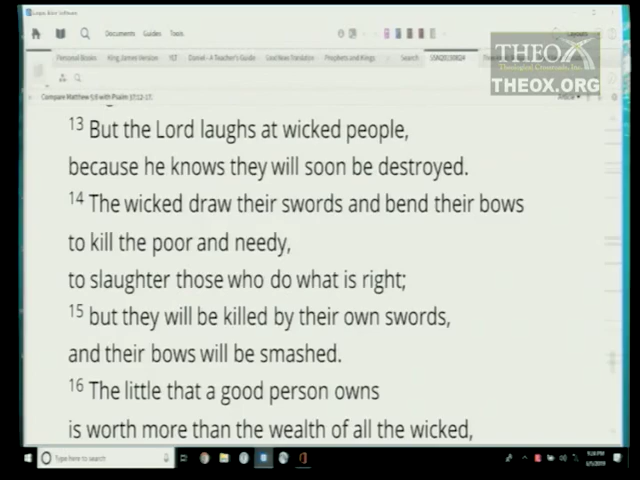 Documents Guides Tools Layouts
Personal Books King James Version YLT Daniel - A Teacher's Guide Prophets and Kings Search
THEOX
THEOX.ORG
Compare Matthew 5:6 with Psalm 37:12-17.
13 But the Lord laughs at wicked people,
because he knows they will soon be destroyed.
14 The wicked draw their swords and bend their bows
to kill the poor and needy,
to slaughter those who do what is right;
15 but they will be killed by their own swords,
and their bows will be smashed.
16 The little that a good person owns
is worth more than the wealth of all the wicked,
Type here to search